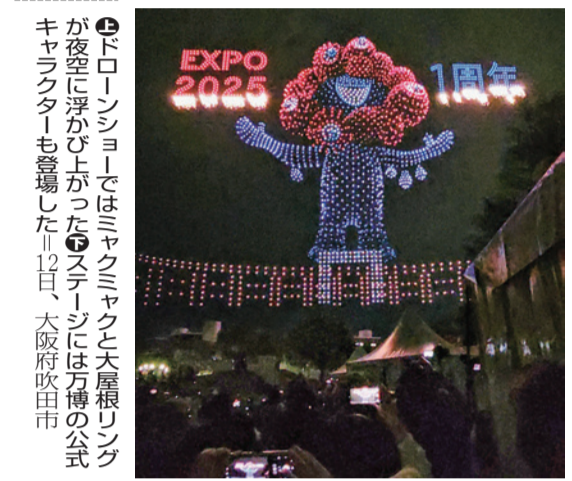 上ドローンショーではミャクミャクと大屋根リング
が夜空に浮かび上がった下ステージには万博の公式
キャラクターも登場した＝12日、大阪府吹田市
EXPO
2025
1周年